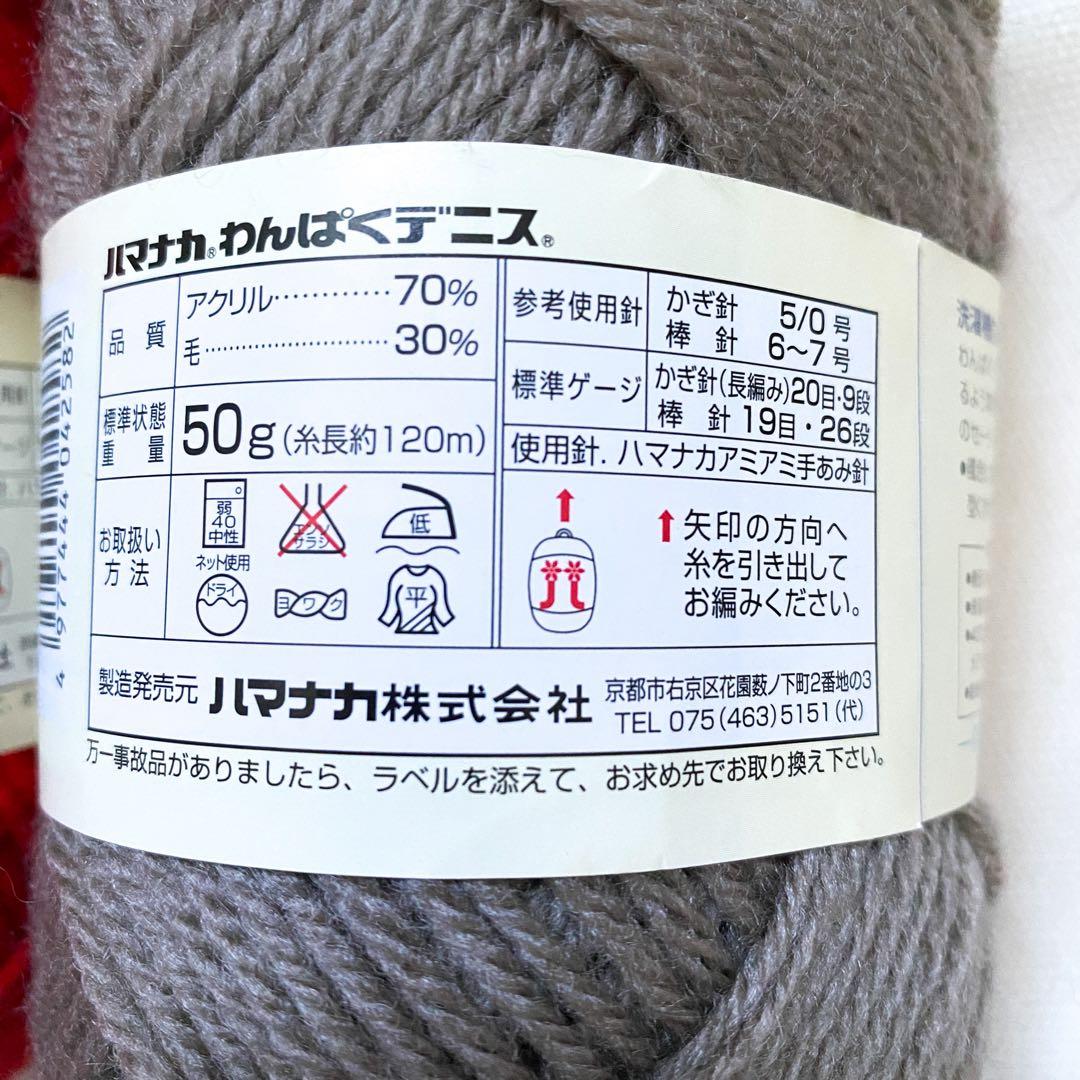 ハマナカ®わんぱくデニス®
品質
アクリル…………70%
毛…………………30%
標準状態重量
50g(糸長約120m)
お取扱い方法
弱
40
中性
ネット使用
エンソサラシ
低
ドライ
ヨワク
平
参考使用針
かぎ針 5/0号
棒針 6〜7号
標準ゲージ
かぎ針(長編み)20目・9段
棒針 19目・26段
使用針. ハマナカアミアミ手あみ針
矢印の方向へ
糸を引き出して
お編みください。
製造発売元 ハマナカ株式会社
京都市右京区花園薮ノ下町2番地の3
TEL 075(463)5151(代)
万一事故品がありましたら、ラベルを添えて、お求め先でお取り換え下さい。
4977444042582